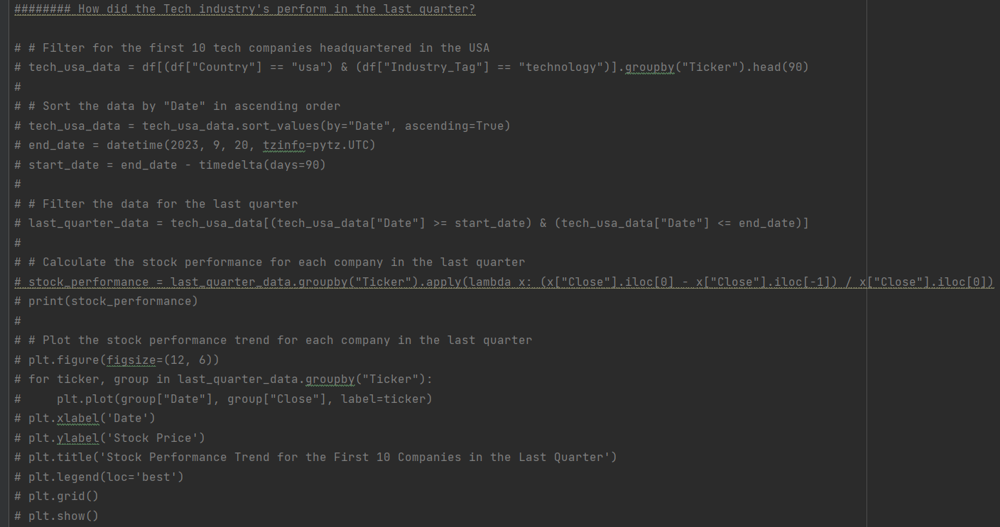 ######## How did the Tech industry's perform in the last quarter?
# # Filter for the first 10 tech companies headquartered in the USA
# tech_usa_data = df[(df["Country"] == "usa") & (df["Industry_Tag"] == "technology")].groupby("Ticker").head(90)
#
# # Sort the data by "Date" in ascending order
# tech_usa_data = tech_usa_data.sort_values(by="Date", ascending=True)
# end_date = datetime(2023, 9, 20, tzinfo=pytz.UTC)
# start_date = end_date - timedelta(days=90)
#
# # Filter the data for the last quarter
# last_quarter_data = tech_usa_data[(tech_usa_data["Date"] >= start_date) & (tech_usa_data["Date"] <= end_date)]
#
# # Calculate the stock performance for each company in the last quarter
# stock_performance = last_quarter_data.groupby("Ticker").apply(lambda x: (x["Close"].iloc[0] - x["Close"].iloc[-1]) / x["Close"].iloc[0])
# print(stock_performance)
#
# # Plot the stock performance trend for each company in the last quarter
# plt.figure(figsize=(12, 6))
# for ticker, group in last_quarter_data.groupby("Ticker"):
#     plt.plot(group["Date"], group["Close"], label=ticker)
# plt.xlabel('Date')
# plt.ylabel('Stock Price')
# plt.title('Stock Performance Trend for the First 10 Companies in the Last Quarter')
# plt.legend(loc='best')
# plt.grid()
# plt.show()